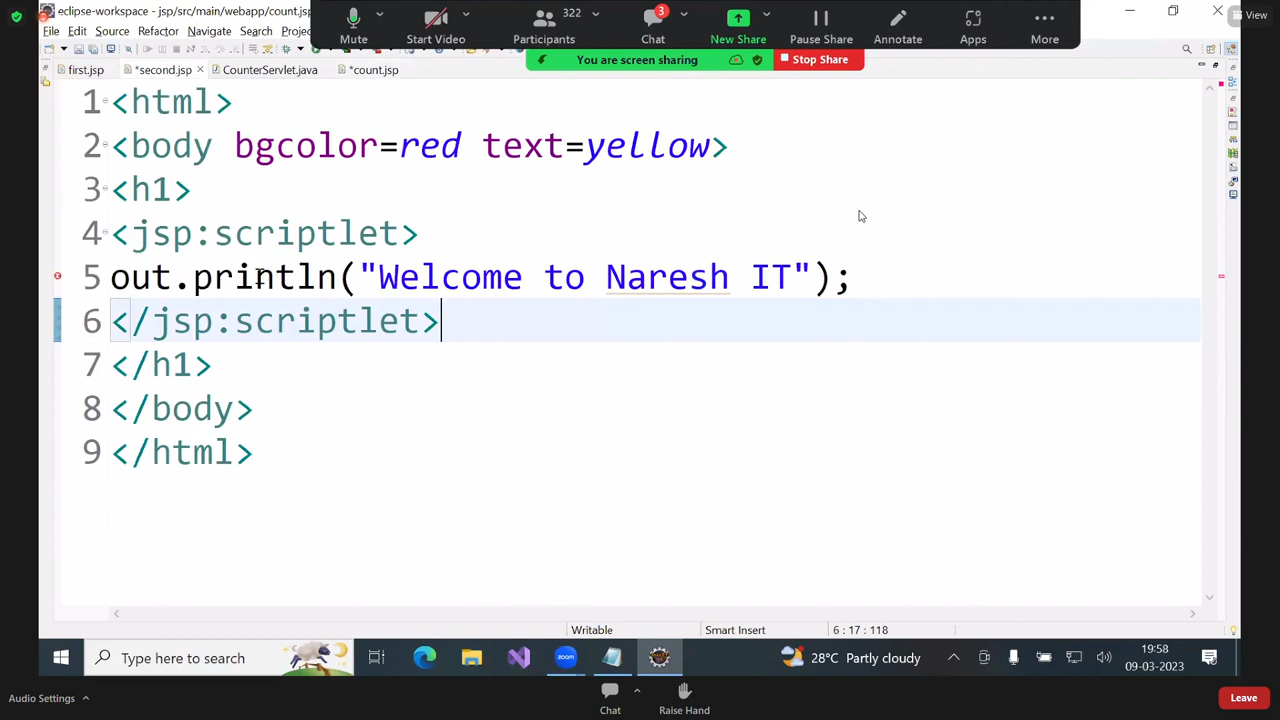 eclipse-workspace - jsp/src/main/webapp/count.jsp
File Edit Source Refactor Navigate Search Project
Mute Start Video Participants 322 Chat 3 New Share Pause Share Annotate Apps More
View
You are screen sharing Stop Share
first.jsp *second.jsp CounterServlet.java *count.jsp
1 <html>
2 <body bgcolor=red text=yellow>
3 <h1>
4 <jsp:scriptlet>
5 out.println("Welcome to Naresh IT");
6 </jsp:scriptlet>
7 </h1>
8 </body>
9 </html>
Writable Smart Insert 6 : 17 : 118
Type here to search zoom 28°C Partly cloudy 19:58
09-03-2023
Audio Settings Chat Raise Hand Leave